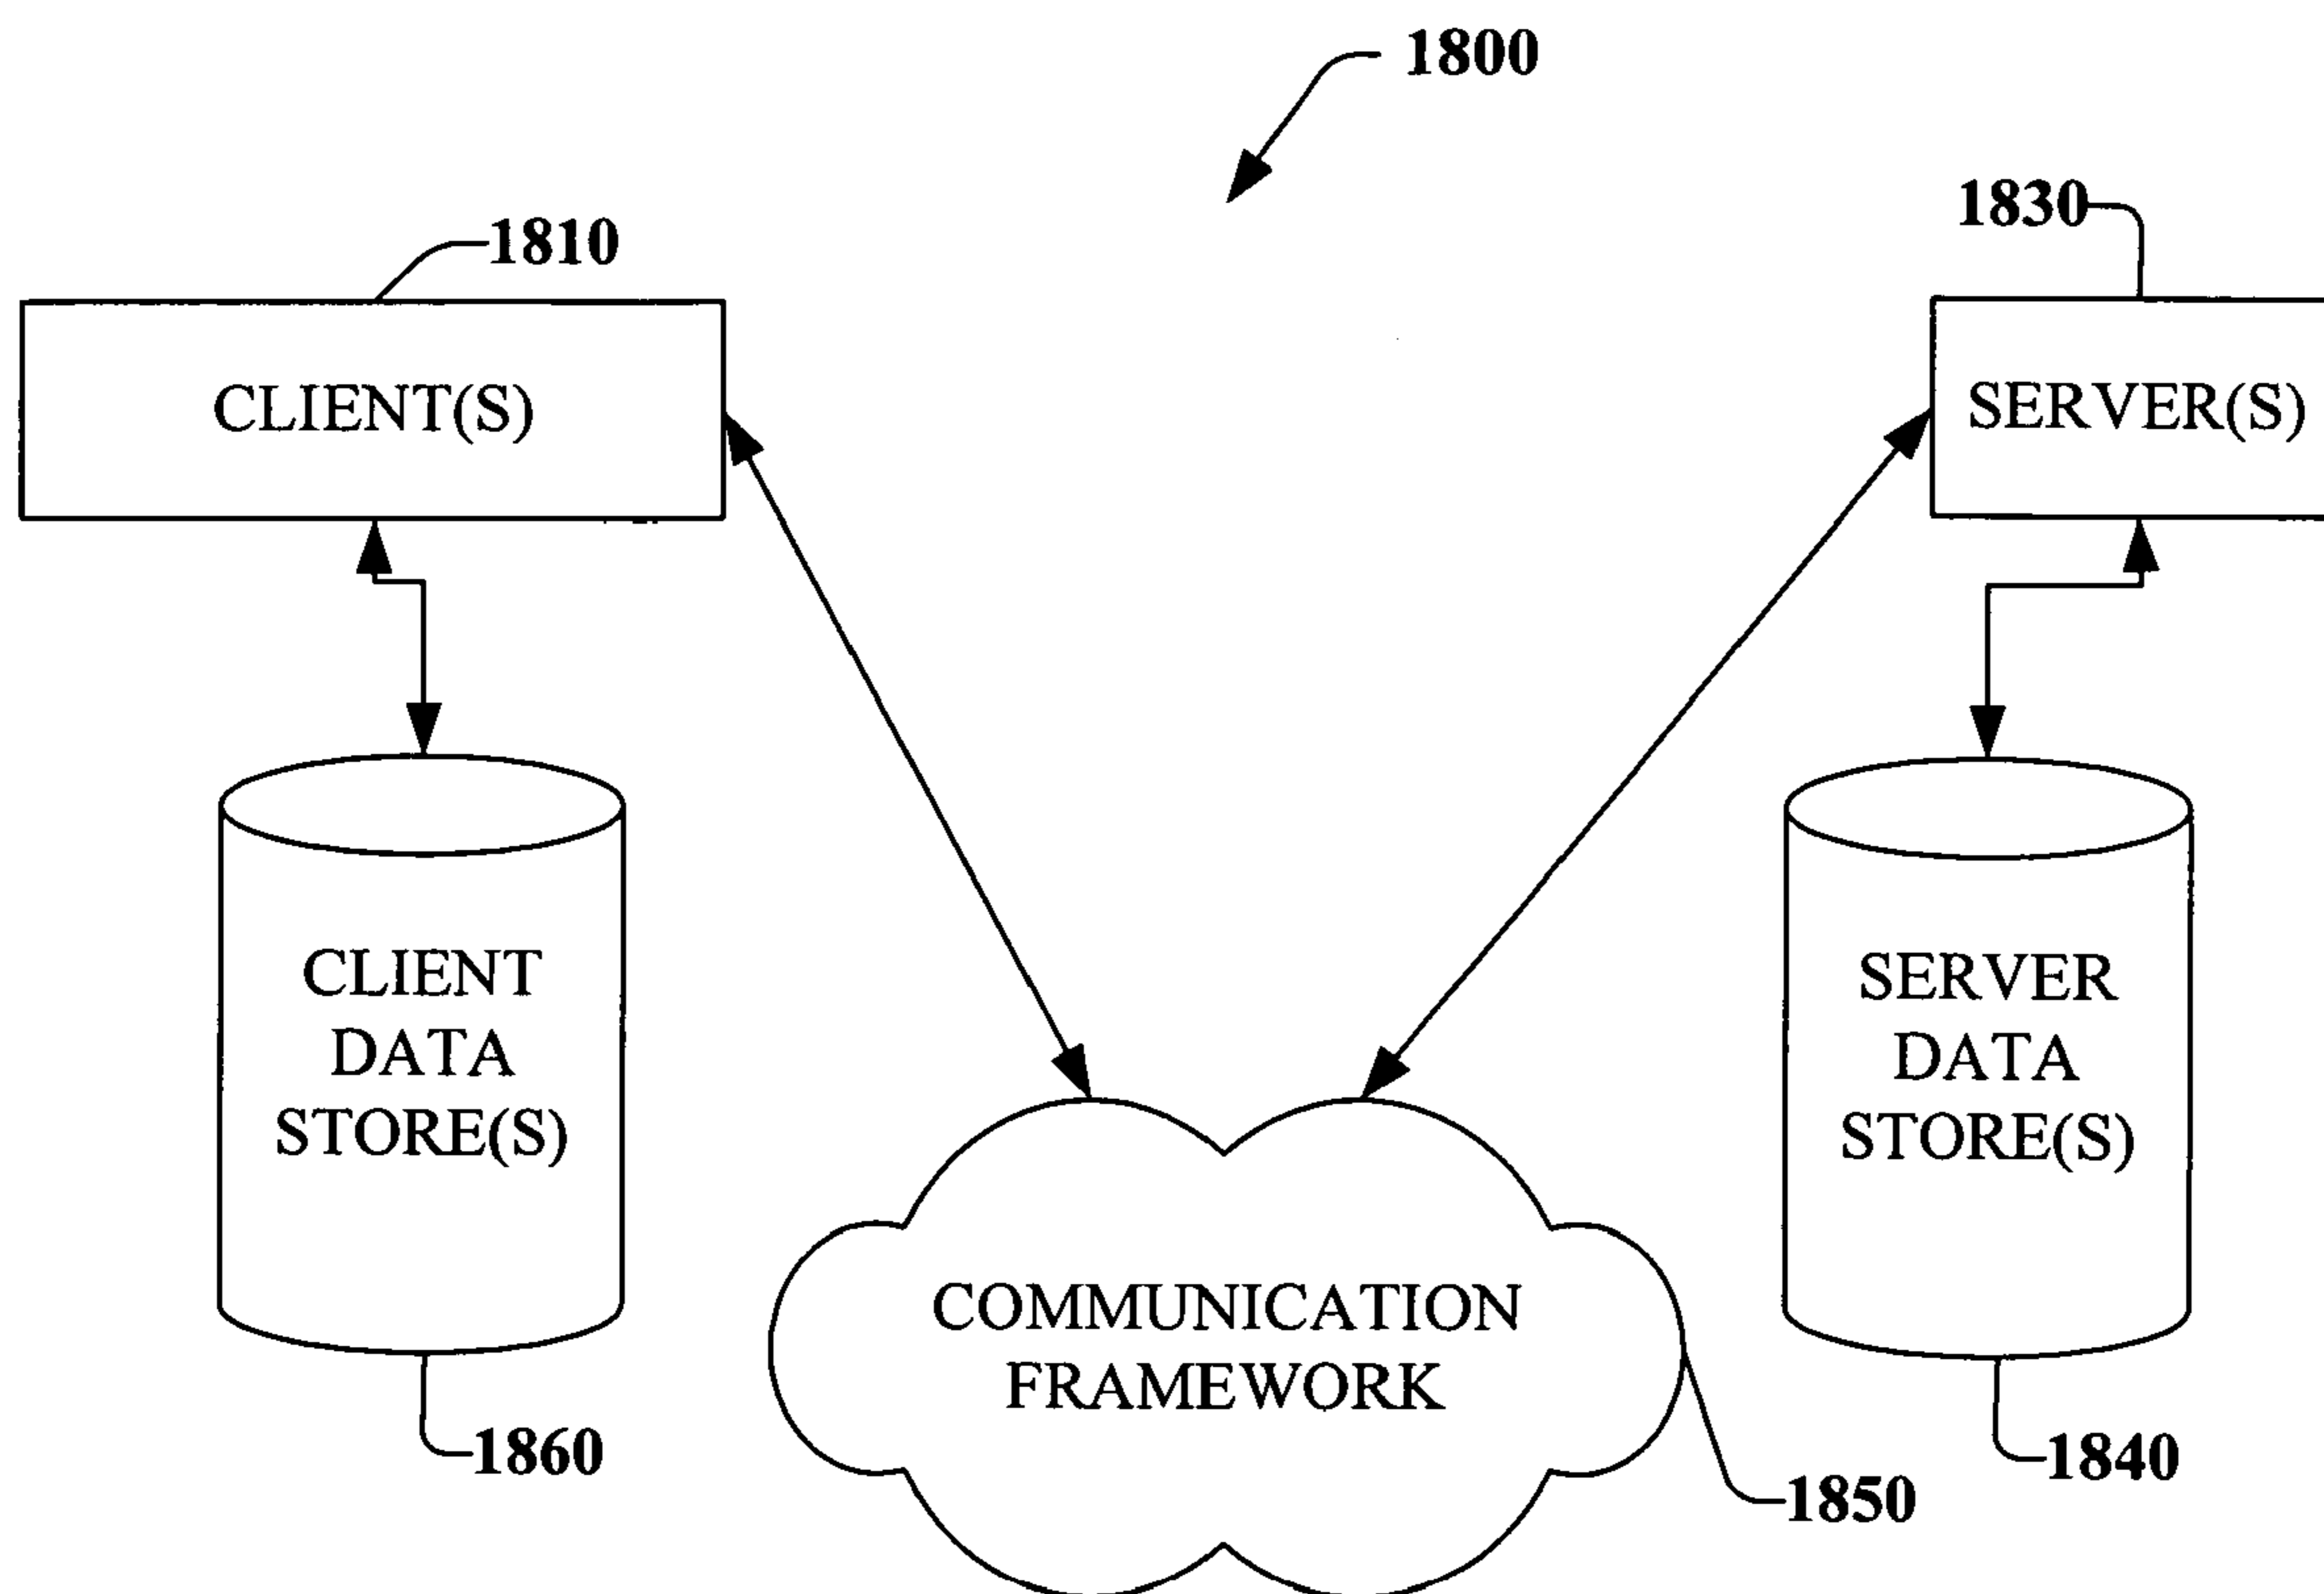 1800
1810
1830
CLIENT(S)
SERVER(S)
CLIENT
DATA
STORE(S)
SERVER
DATA
STORE(S)
COMMUNICATION
FRAMEWORK
1860
1850
1840